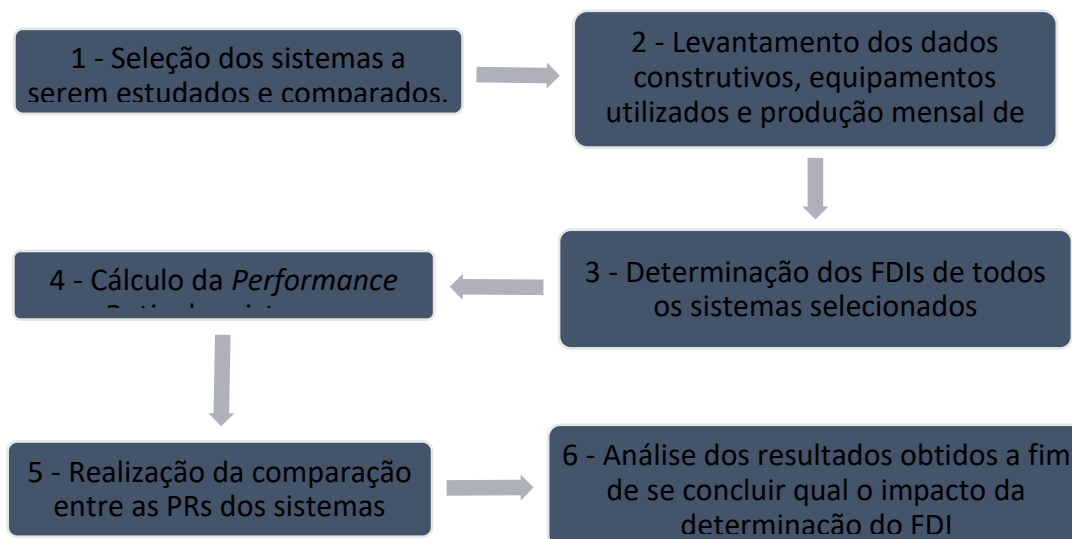 1 - Seleção dos sistemas a
serem estudados e comparados.
2 - Levantamento dos dados
construtivos, equipamentos
utilizados e produção mensal de
3 - Determinação dos FDIs de todos
os sistemas selecionados
4 - Cálculo da Performance
5 - Realização da comparação
entre as PRs dos sistemas
6 - Análise dos resultados obtidos a fim
de se concluir qual o impacto da
determinação do FDI